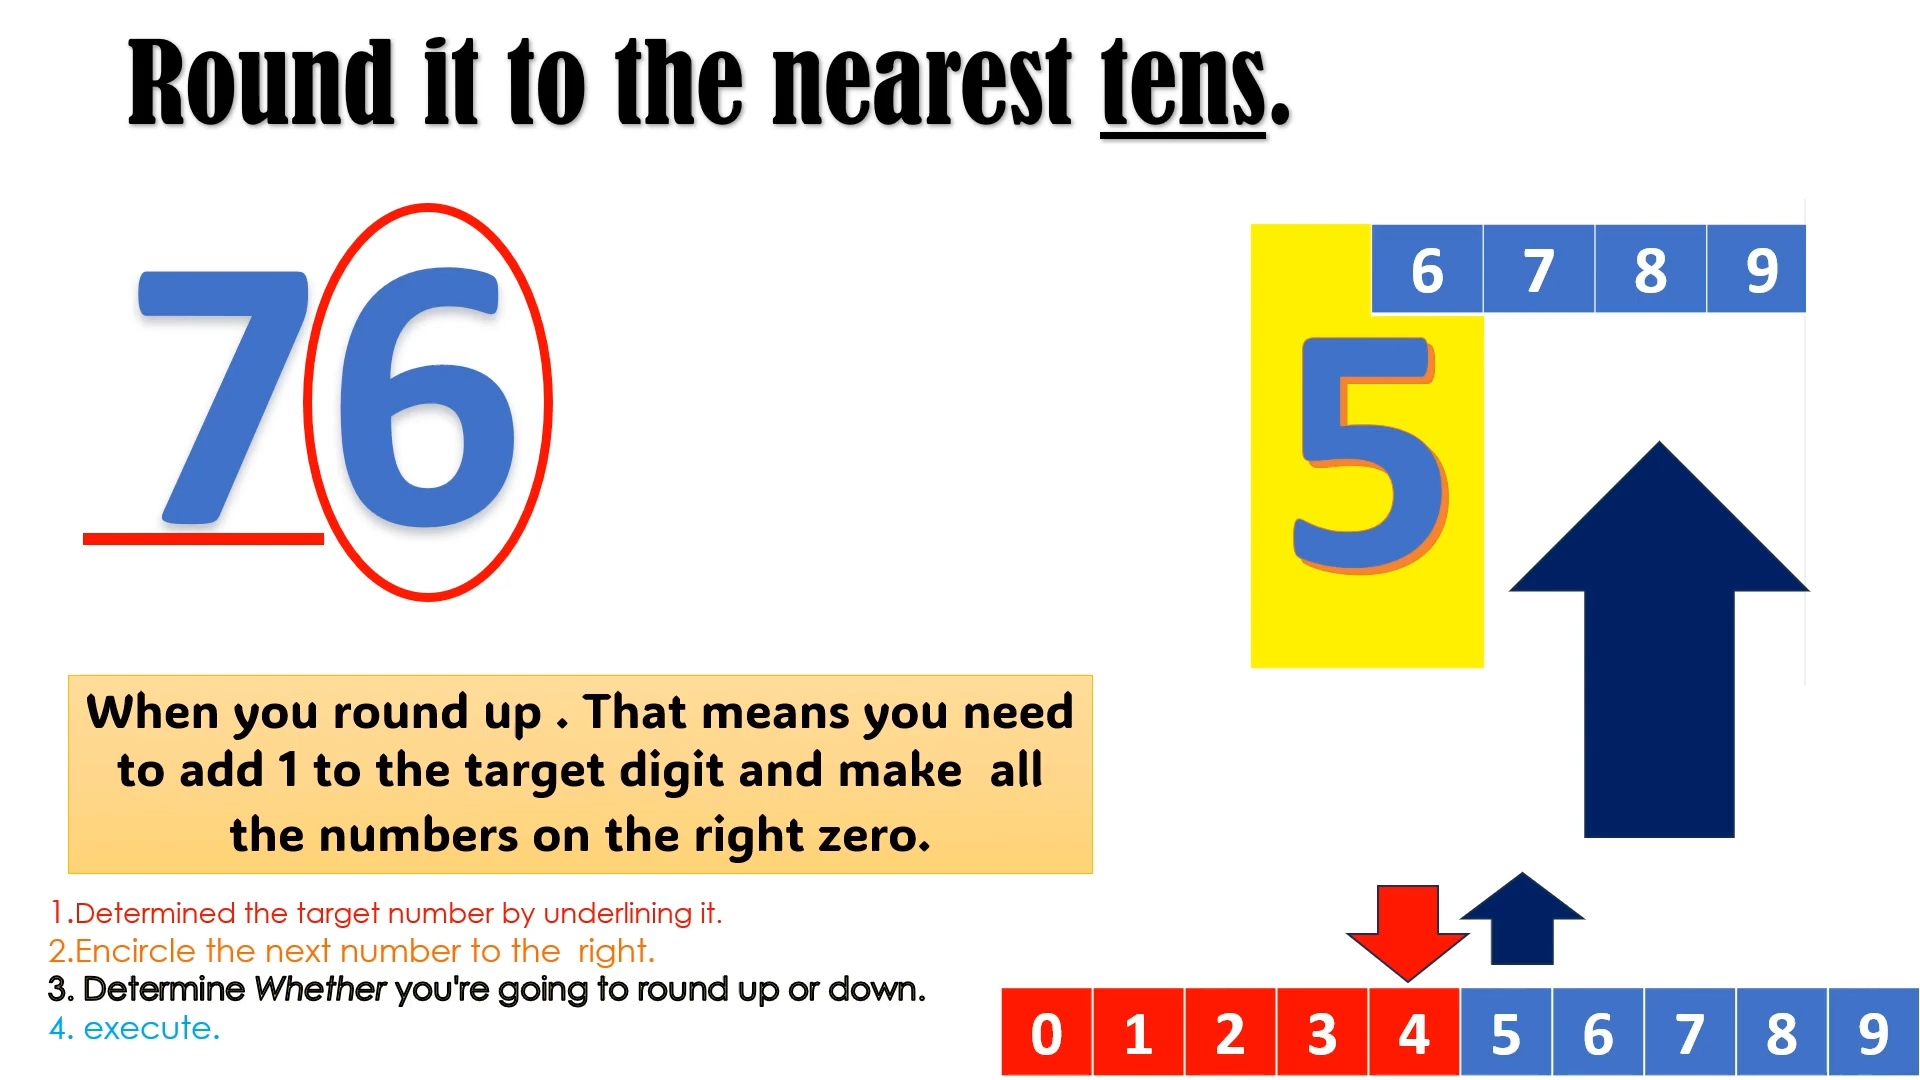 Round it to the nearest tens.
76
6 7 8 9
5
When you round up . That means you need
to add 1 to the target digit and make  all
the numbers on the right zero.
1.Determined the target number by underlining it.
2.Encircle the next number to the  right.
3. Determine Whether you're going to round up or down.
4. execute.
0 1 2 3 4 5 6 7 8 9